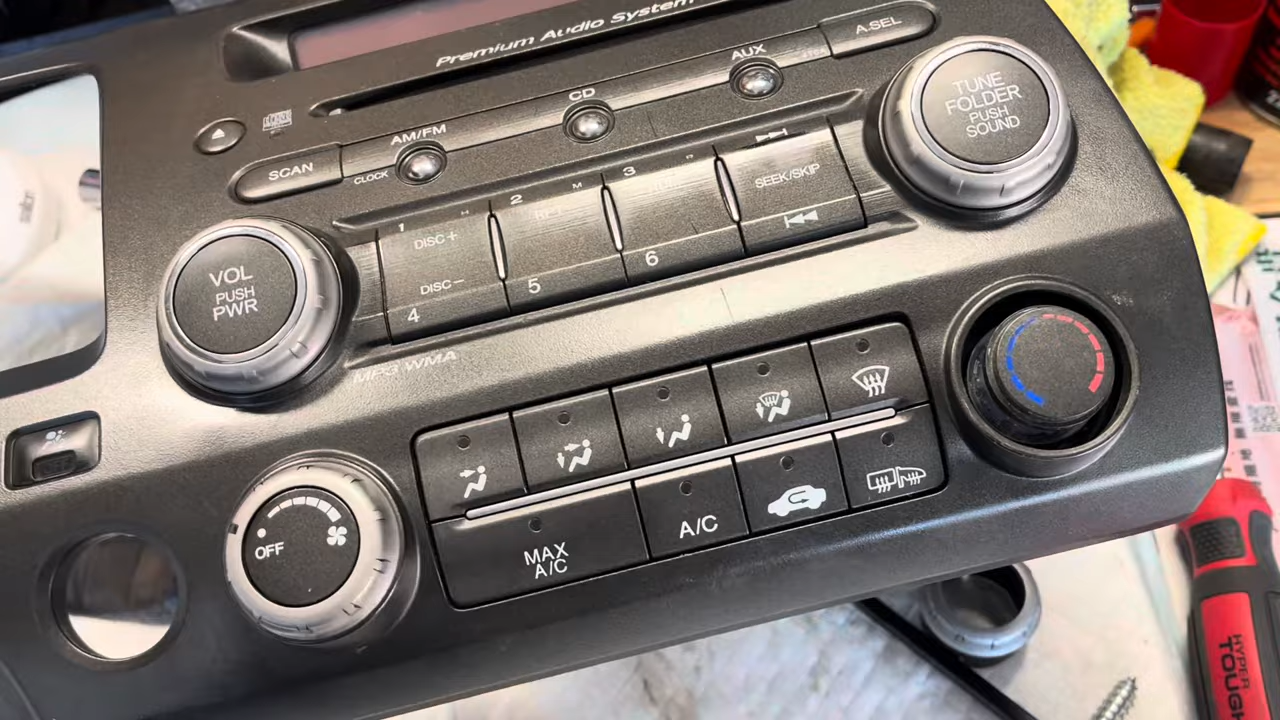 Premium Audio System
A.SEL
AUX
CD
AM/FM
SCAN
CLOCK
TUNE
FOLDER
PUSH
SOUND
VOL
PUSH
PWR
1
DISC+
DISC-
4
2
RPT
5
3
6
SEEK/SKIP
MP3 WMA
OFF
MAX
A/C
A/C
HYPER
TOUGH